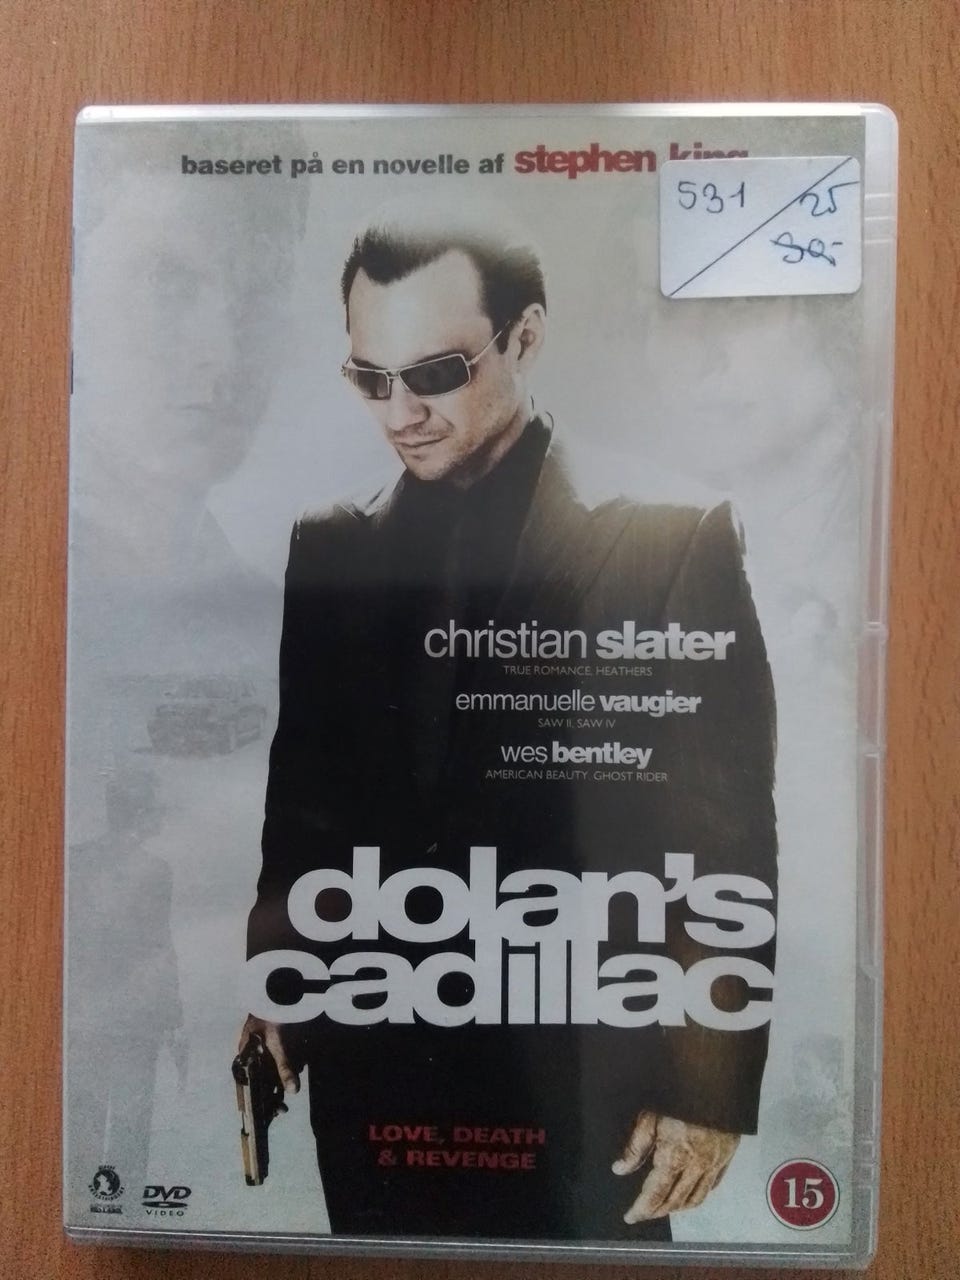 baseret på en novelle af stephen king
531 / 25
christian slater
TRUE ROMANCE, HEATHERS
emmanuelle vaugier
SAW II, SAW IV
wes bentley
AMERICAN BEAUTY, GHOST RIDER
dolan's
cadillac
LOVE, DEATH
& REVENGE
DVD
VIDEO
15